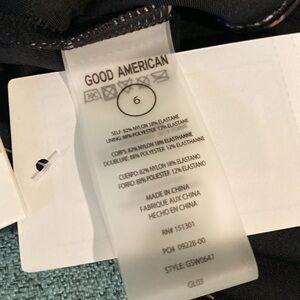 GOOD AMERICAN
6
SELF: 82% NYLON 18% ELASTANE
LINING: 88% POLYESTER 12% ELASTANE
CORPS: 82% NYLON 18% ELASTHANNE
DOUBLURE: 88% POLYESTER 12% ELASTHANNE
CUERPO: 82% NYLON 18% ELASTANO
FORRO: 88% POLIESTER 12% ELASTANO
MADE IN CHINA
FABRIQUE AUX CHINA
HECHO EN CHINA
RN# 151301
PO# 09228-00
STYLE: GSW0647
GL03